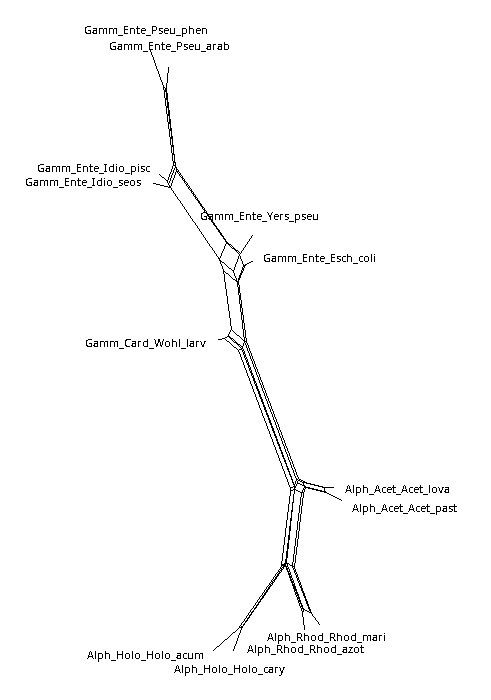 Gamm_Ente_Pseu_phen
Gamm_Ente_Pseu_arab
Gamm_Ente_Idio_pisc
Gamm_Ente_Idio_seos
Gamm_Ente_Yers_pseu
Gamm_Ente_Esch_coli
Gamm_Card_Wohl_larv
Alph_Acet_Acet_lova
Alph_Acet_Acet_past
Alph_Rhod_Rhod_mari
Alph_Rhod_Rhod_azot
Alph_Holo_Holo_acum
Alph_Holo_Holo_cary